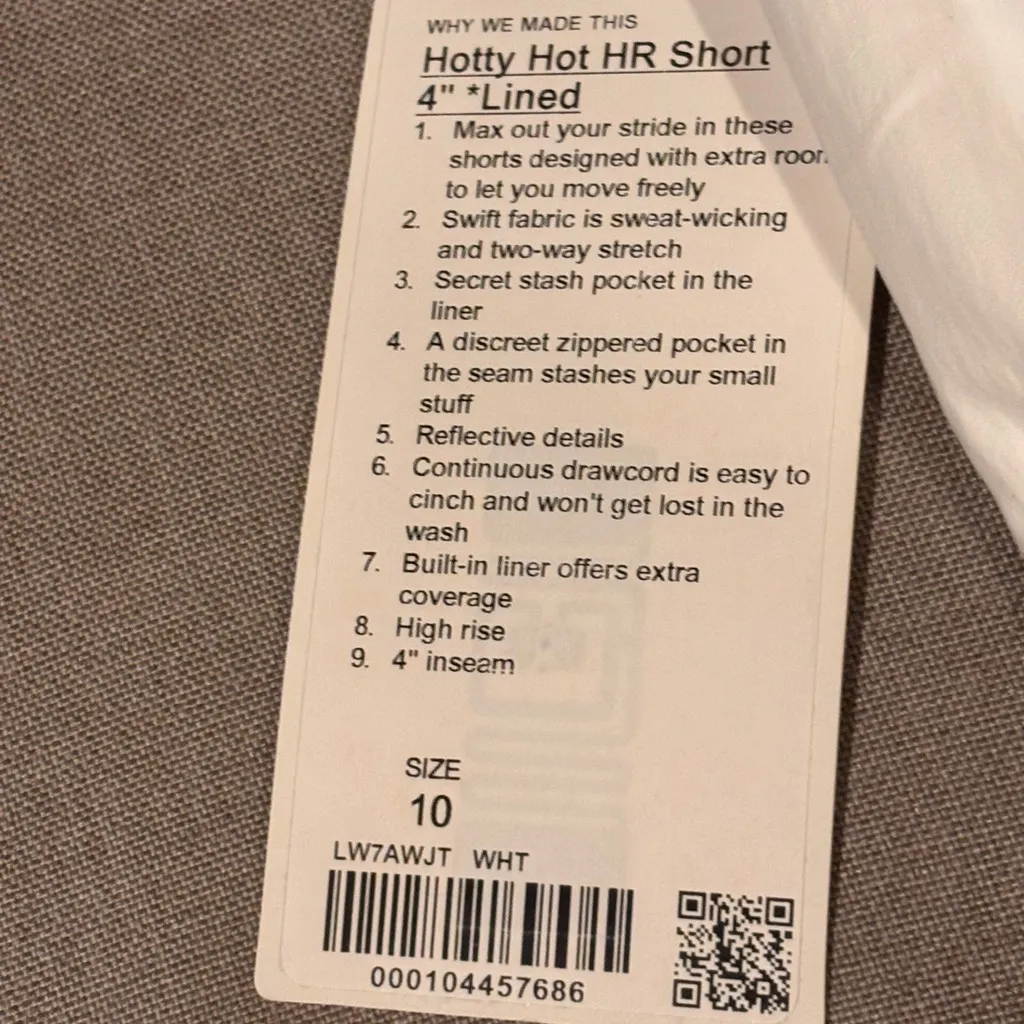 WHY WE MADE THIS
Hotty Hot HR Short
4" *Lined
1. Max out your stride in these
shorts designed with extra
to let you move freely
2. Swift fabric is sweat-wicking
and two-way stretch
3. Secret stash pocket in the
liner
4. A discreet zippered pocket in
the seam stashes your small
stuff
5. Reflective details
6. Continuous drawcord is easy to
cinch and won't get lost in the
wash
7. Built-in liner offers extra
coverage
8. High rise
9. 4" inseam
SIZE
10
LW7AWJT WHT
000104457686